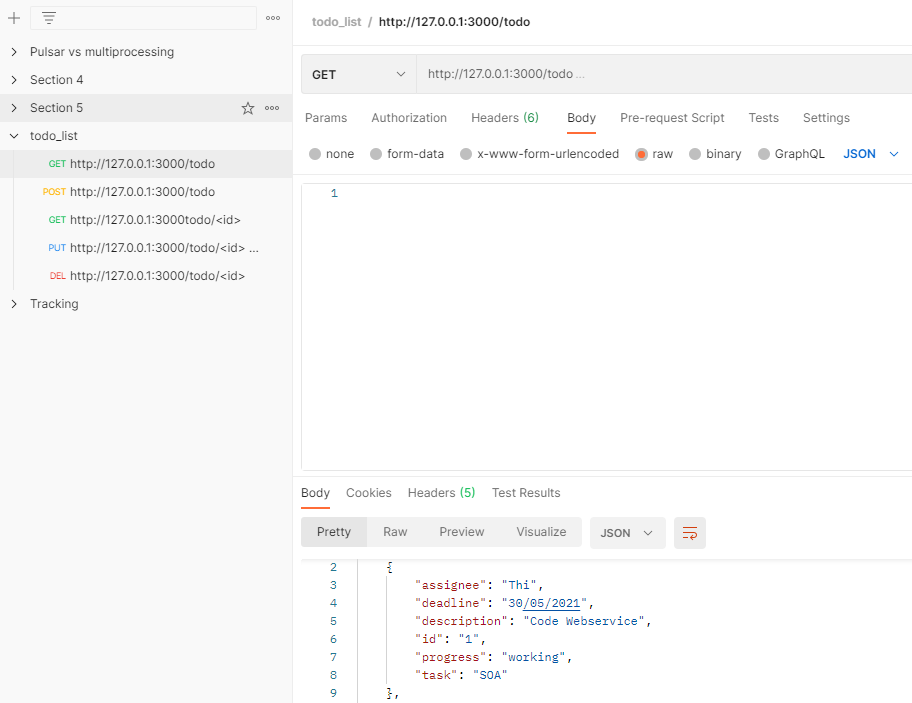 todo_list / http://127.0.0.1:3000/todo
Pulsar vs multiprocessing
Section 4
Section 5
todo_list
GET http://127.0.0.1:3000/todo
POST http://127.0.0.1:3000/todo
GET http://127.0.0.1:3000todo/<id>
PUT http://127.0.0.1:3000/todo/<id> ...
DEL http://127.0.0.1:3000/todo/<id>
Tracking
GET http://127.0.0.1:3000/todo ...
Params Authorization Headers (6) Body Pre-request Script Tests Settings
none form-data x-www-form-urlencoded raw binary GraphQL JSON
1
Body Cookies Headers (5) Test Results
Pretty Raw Preview Visualize JSON
2 {
3 "assignee": "Thi",
4 "deadline": "30/05/2021",
5 "description": "Code Webservice",
6 "id": "1",
7 "progress": "working",
8 "task": "SOA"
9 },